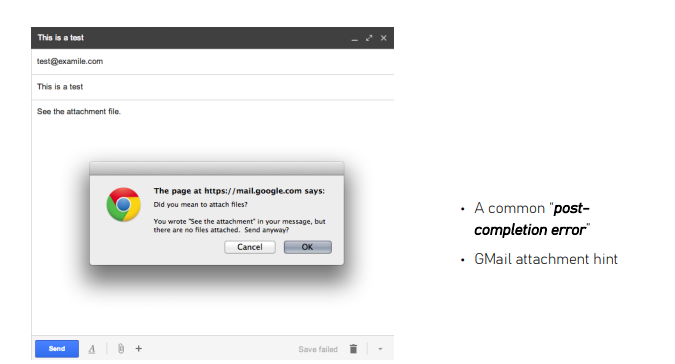 This is a test
test@examile.com
This is a test
See the attachment file.
The page at https://mail.google.com says:
Did you mean to attach files?
You wrote "See the attachment" in your message, but
there are no files attached. Send anyway?
Cancel
OK
Send
A
Save failed
• A common "post-
completion error"
• GMail attachment hint